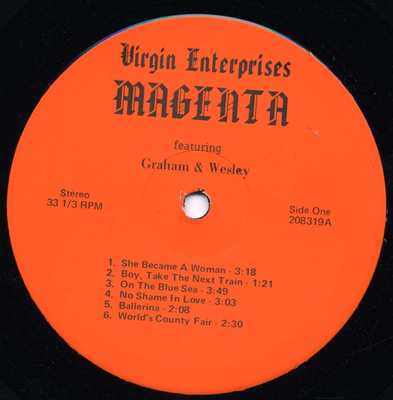 Virgin Enterprises
MAGENTA
featuring
Graham & Wesley
Stereo
33 1/3 RPM
Side One
208319A
1. She Became A Woman - 3:18
2. Boy, Take The Next Train - 1:21
3. On The Blue Sea - 3:49
4. No Shame In Love - 3:03
5. Ballerina - 2:08
6. World's County Fair - 2:30